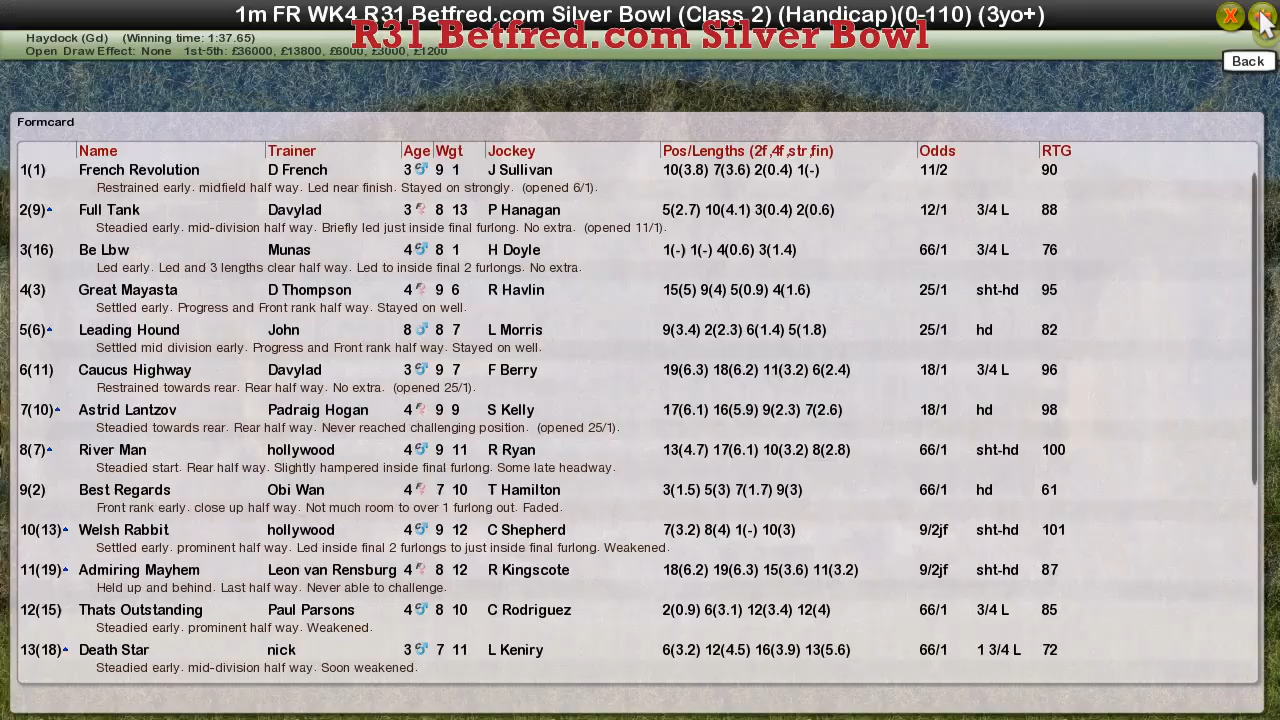 1m FR WK4 R31 Betfred.com Silver Bowl (Class 2) (Handicap)(0-110) (3yo+)
R31 Betfred.com Silver Bowl
Haydock (Gd) (Winning time: 1:37.65)
Open Draw Effect: None 1st-5th: £36000, £13800, £6000, £3000, £1200
X
Back
Formcard
Name Trainer Age Wgt Jockey Pos/Lengths (2f,4f,str,fin) Odds RTG
1(1) French Revolution D French 3 9 1 J Sullivan 10(3.8) 7(3.6) 2(0.4) 1(-) 11/2 90
Restrained early. midfield half way. Led near finish. Stayed on strongly. (opened 6/1).
2(9) Full Tank Davylad 3 8 13 P Hanagan 5(2.7) 10(4.1) 3(0.4) 2(0.6) 12/1 3/4 L 88
Steadied early. mid-division half way. Briefly led just inside final furlong. No extra. (opened 11/1).
3(16) Be Lbw Munas 4 8 1 H Doyle 1(-) 1(-) 4(0.6) 3(1.4) 66/1 3/4 L 76
Led early. Led and 3 lengths clear half way. Led to inside final 2 furlongs. No extra.
4(3) Great Mayasta D Thompson 4 9 6 R Havlin 15(5) 9(4) 5(0.9) 4(1.6) 25/1 sht-hd 95
Settled early. Progress and Front rank half way. Stayed on well.
5(6) Leading Hound John 8 8 7 L Morris 9(3.4) 2(2.3) 6(1.4) 5(1.8) 25/1 hd 82
Settled mid division early. Progress and Front rank half way. Stayed on well.
6(11) Caucus Highway Davylad 3 9 7 F Berry 19(6.3) 18(6.2) 11(3.2) 6(2.4) 18/1 3/4 L 96
Restrained towards rear. Rear half way. No extra. (opened 25/1).
7(10) Astrid Lantzov Padraig Hogan 4 9 9 S Kelly 17(6.1) 16(5.9) 9(2.3) 7(2.6) 18/1 hd 98
Steadied towards rear. Rear half way. Never reached challenging position. (opened 25/1).
8(7) River Man hollywood 4 9 11 R Ryan 13(4.7) 17(6.1) 10(3.2) 8(2.8) 66/1 sht-hd 100
Steadied start. Rear half way. Slightly hampered inside final furlong. Some late headway.
9(2) Best Regards Obi Wan 4 7 10 T Hamilton 3(1.5) 5(3) 7(1.7) 9(3) 66/1 hd 61
Front rank early. close up half way. Not much room to over 1 furlong out. Faded.
10(13) Welsh Rabbit hollywood 4 9 12 C Shepherd 7(3.2) 8(4) 1(-) 10(3) 9/2jf sht-hd 101
Settled early. prominent half way. Led inside final 2 furlongs to just inside final furlong. Weakened.
11(19) Admiring Mayhem Leon van Rensburg 4 8 12 R Kingscote 18(6.2) 19(6.3) 15(3.6) 11(3.2) 9/2jf sht-hd 87
Held up and behind. Last half way. Never able to challenge.
12(15) Thats Outstanding Paul Parsons 4 8 10 C Rodriguez 2(0.9) 6(3.1) 12(3.4) 12(4) 66/1 3/4 L 85
Steadied early. prominent half way. Weakened.
13(18) Death Star nick 3 7 11 L Keniry 6(3.2) 12(4.5) 16(3.9) 13(5.6) 66/1 1 3/4 L 72
Steadied early. mid-division half way. Soon weakened.